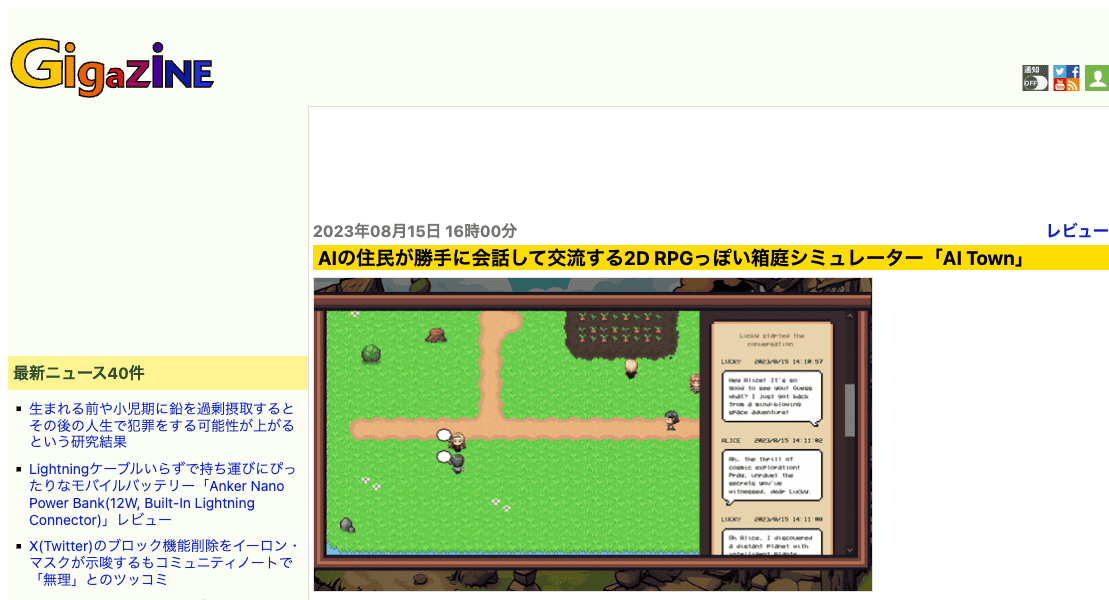 GIGAZINE
通知
OFF
2023年08月15日 16時00分
レビュー
AIの住民が勝手に会話して交流する2D RPGっぽい箱庭シミュレーター「AI Town」
Lucky started the
conversation.
LUCKY 2023/8/15 14:10:57
Hey Alice! It's so
good to see you! Guess
what? I just got back
from a mind-blowing
space adventure!
ALICE 2023/8/15 14:11:02
Ah, the thrill of
cosmic exploration!
Pray, unravel the
secrets you've
witnessed, dear Lucky.
LUCKY 2023/8/15 14:11:08
Oh Alice, I discovered
a distant planet with
intelligent plants
最新ニュース40件
生まれる前や小児期に鉛を過剰摂取すると
その後の人生で犯罪をする可能性が上がる
という研究結果
Lightningケーブルいらずで持ち運びにぴっ
たりなモバイルバッテリー「Anker Nano
Power Bank(12W, Built-In Lightning
Connector)」レビュー
X(Twitter)のブロック機能削除をイーロン・
マスクが示唆するもコミュニティノートで
「無理」とのツッコミ